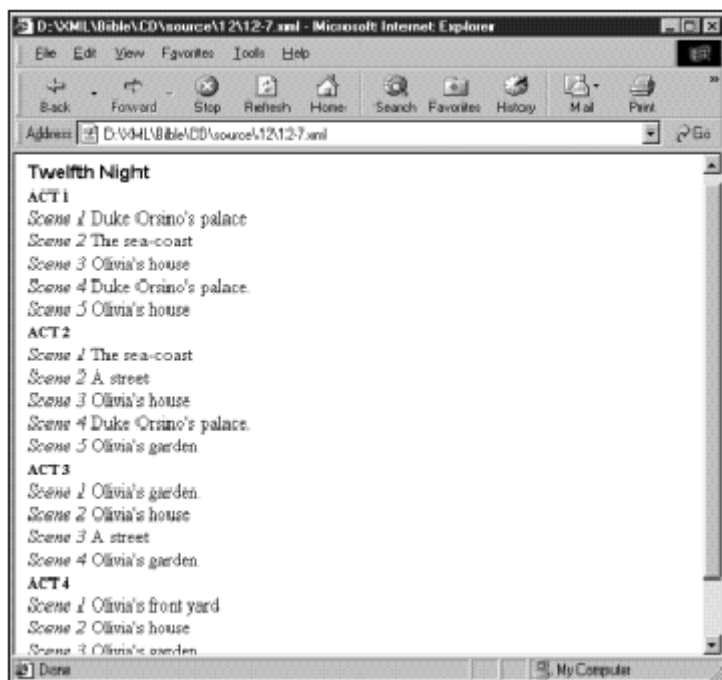 D:\XML\Bible\CD\source\12\12-7.xml - Microsoft Internet Explorer
File Edit View Favorites Tools Help
Back Forward Stop Refresh Home Search Favorites History Mail Print »
Address D:\XML\Bible\CD\source\12\12-7.xml Go
Twelfth Night
ACT 1
Scene 1 Duke Orsino's palace
Scene 2 The sea-coast
Scene 3 Olivia's house
Scene 4 Duke Orsino's palace.
Scene 5 Olivia's house
ACT 2
Scene 1 The sea-coast
Scene 2 A street
Scene 3 Olivia's house
Scene 4 Duke Orsino's palace.
Scene 5 Olivia's garden.
ACT 3
Scene 1 Olivia's garden.
Scene 2 Olivia's house
Scene 3 A street
Scene 4 Olivia's garden.
ACT 4
Scene 1 Olivia's front yard
Scene 2 Olivia's house
Scene 3 Olivia's garden
Done My Computer